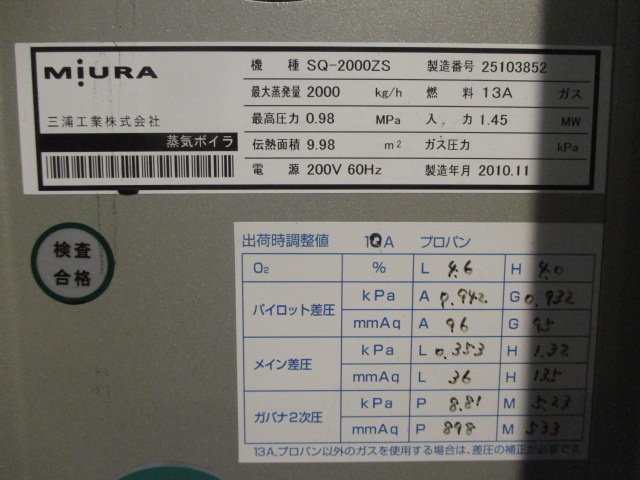 MIURA
三浦工業株式会社
蒸気ボイラ
機 種 SQ-2000ZS 製造番号 25103852
最大蒸発量 2000 kg/h 燃 料 13A ガス
最高圧力 0.98 MPa 入 力 1.45 MW
伝熱面積 9.98 m² ガス圧力 kPa
電 源 200V 60Hz 製造年月 2010.11
検査
合格
出荷時調整値 13A プロパン
O₂ % L 4.6 H 4.0
パイロット差圧 kPa A 0.942 G 0.932
mmAq A 96 G 95
メイン差圧 kPa L 0.353 H 1.32
mmAq L 36 H 135
ガバナ2次圧 kPa P 8.81 M 5.23
mmAq P 898 M 533
13A,プロパン以外のガスを使用する場合は、差圧の補正が必要です